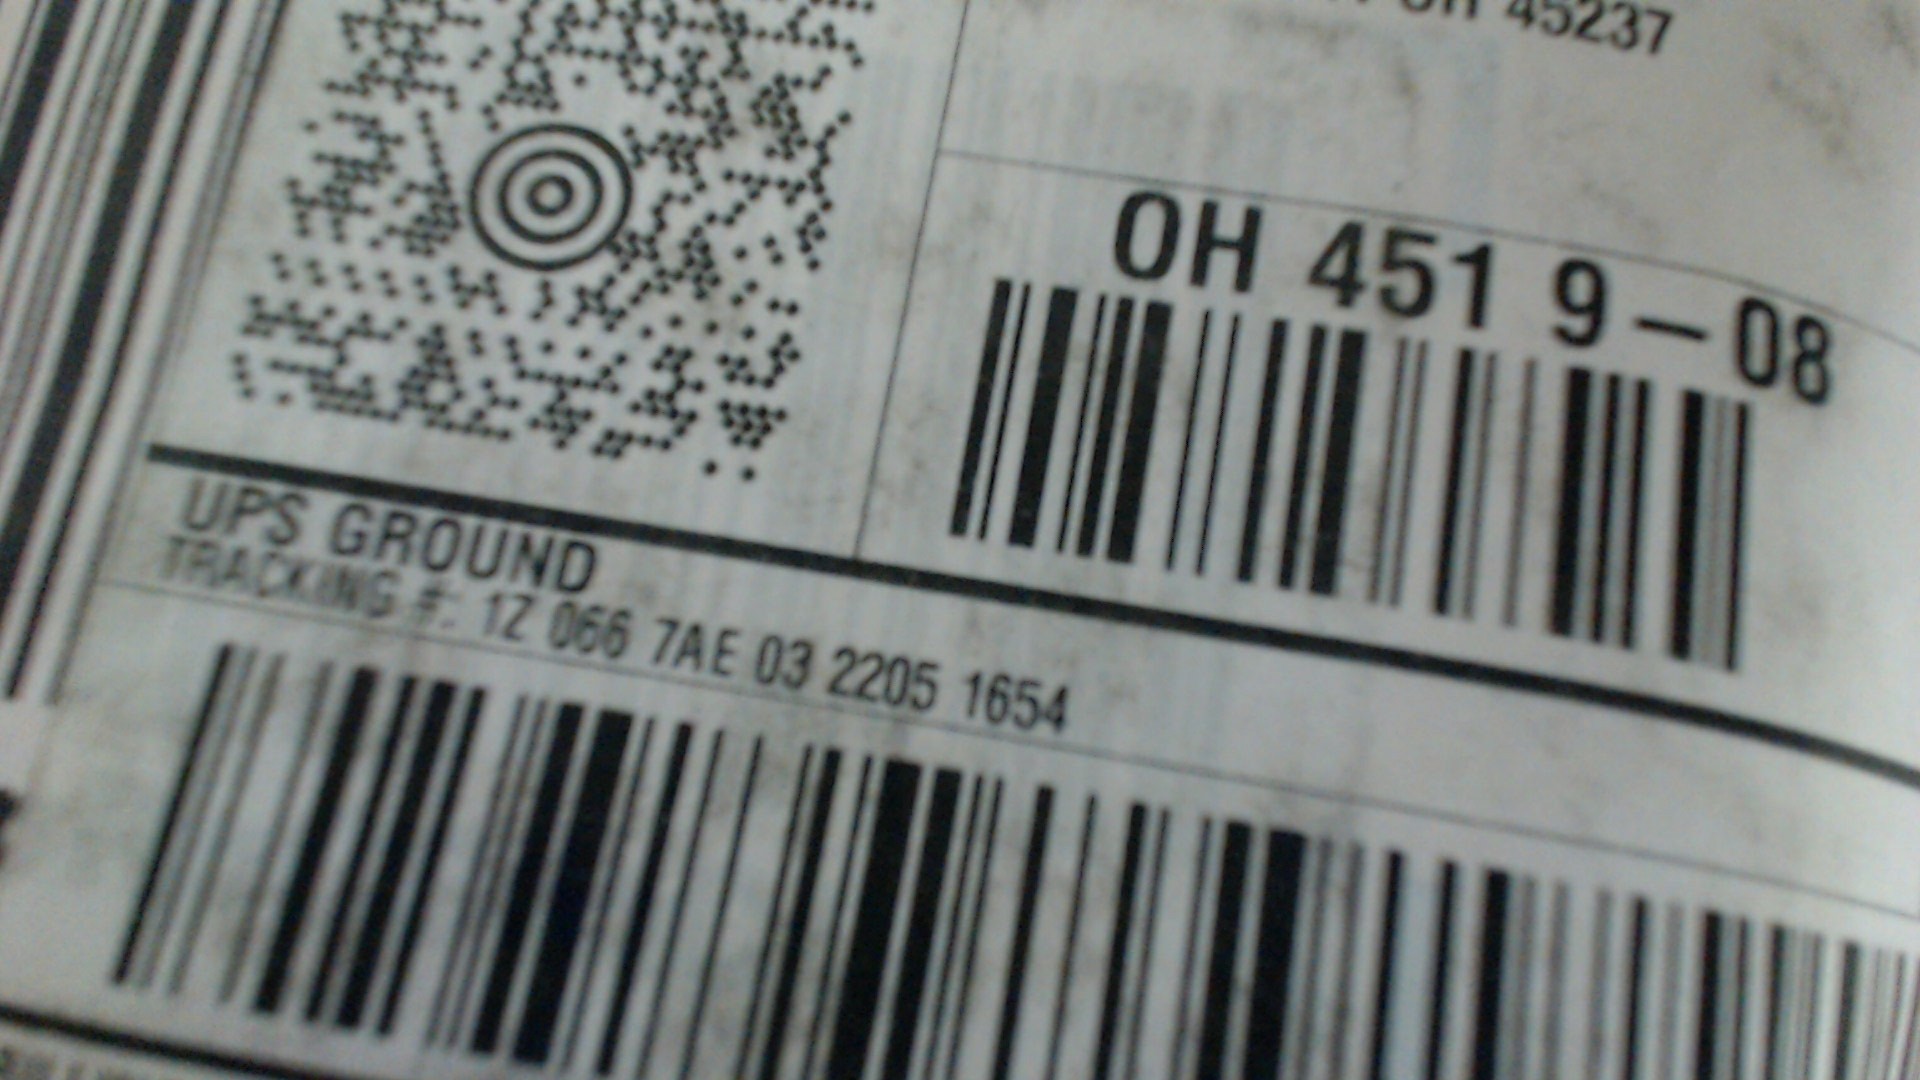 OH 45237
OH 451 9-08
UPS GROUND
TRACKING #: 1Z 066 7AE 03 2205 1654